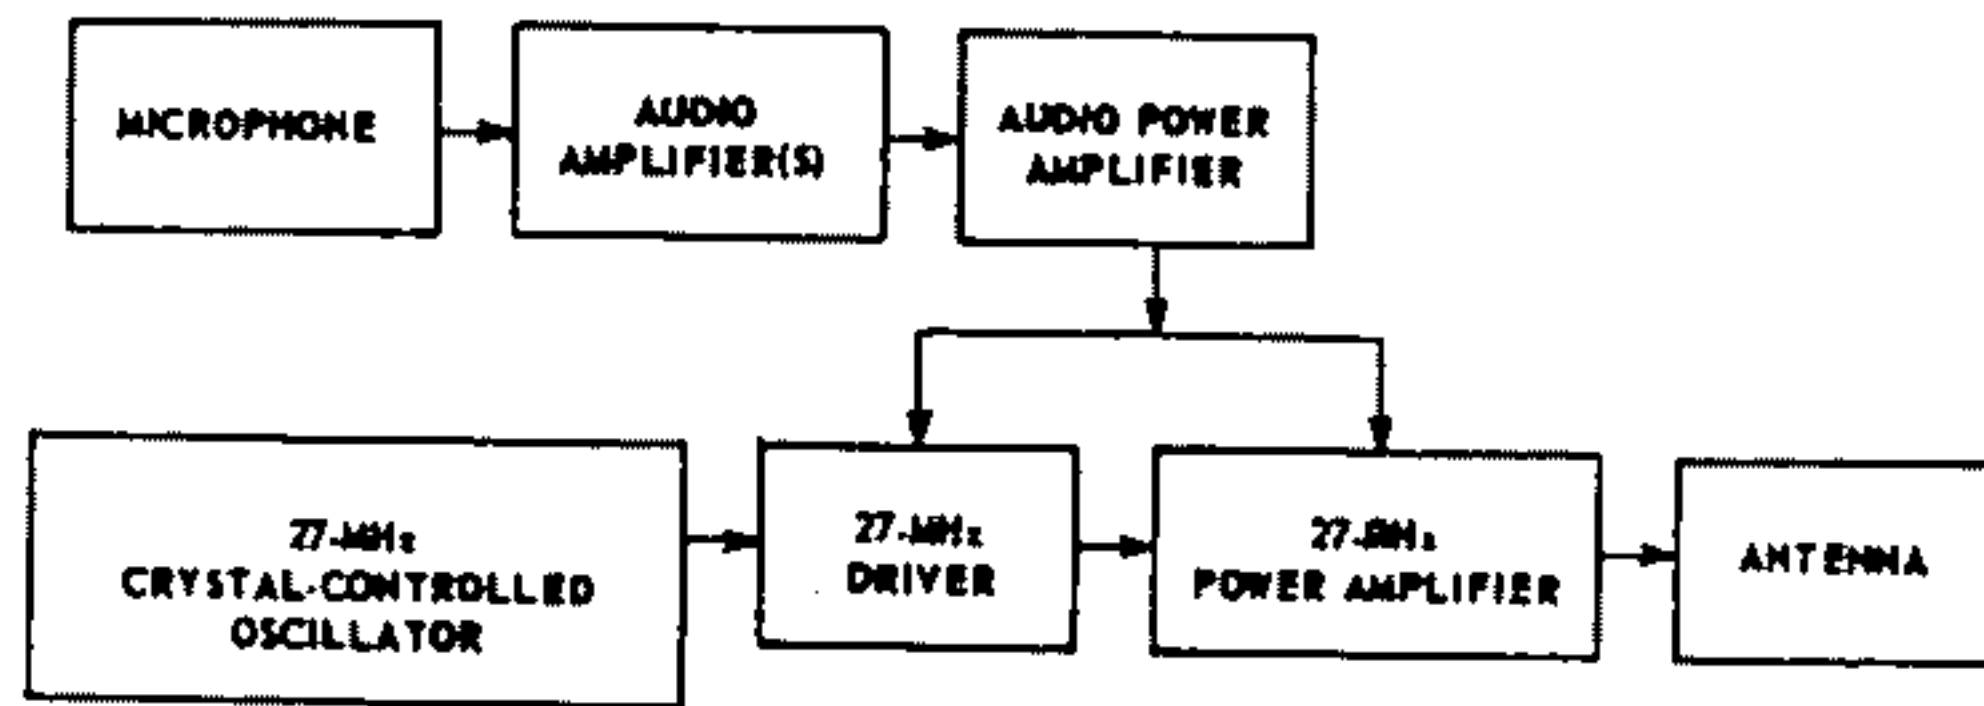 MICROPHONE
AUDIO
AMPLIFIER(S)
AUDIO POWER
AMPLIFIER
27-MHz
CRYSTAL-CONTROLLED
OSCILLATOR
27-MHz
DRIVER
27-MHz
POWER AMPLIFIER
ANTENNA